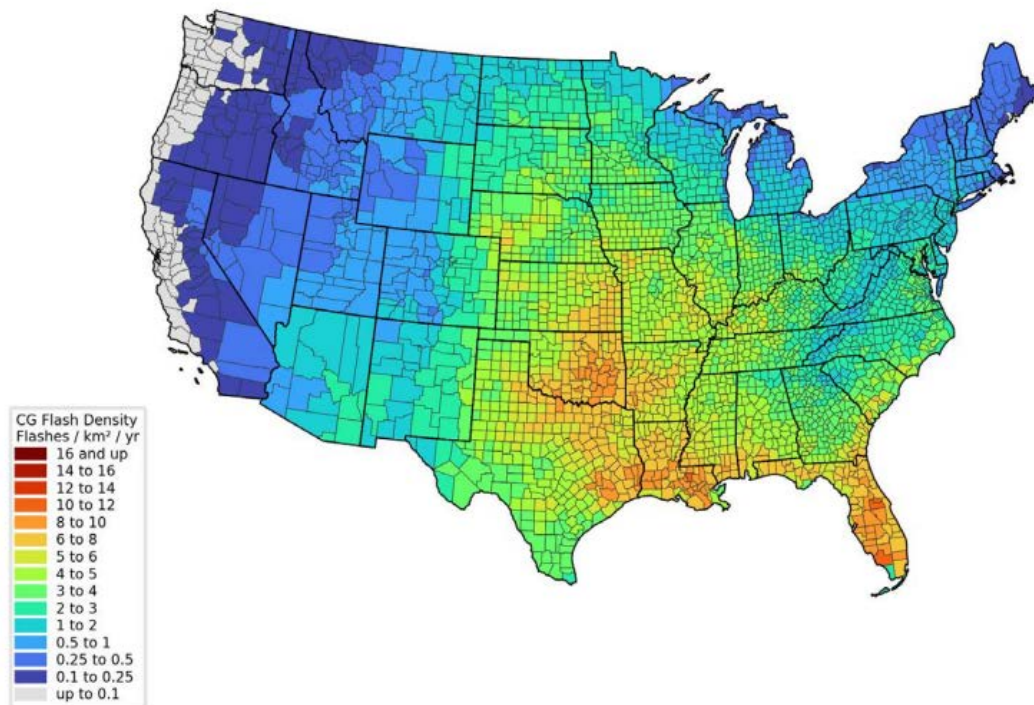 CG Flash Density
Flashes / km² / yr
16 and up
14 to 16
12 to 14
10 to 12
8 to 10
6 to 8
5 to 6
4 to 5
3 to 4
2 to 3
1 to 2
0.5 to 1
0.25 to 0.5
0.1 to 0.25
up to 0.1